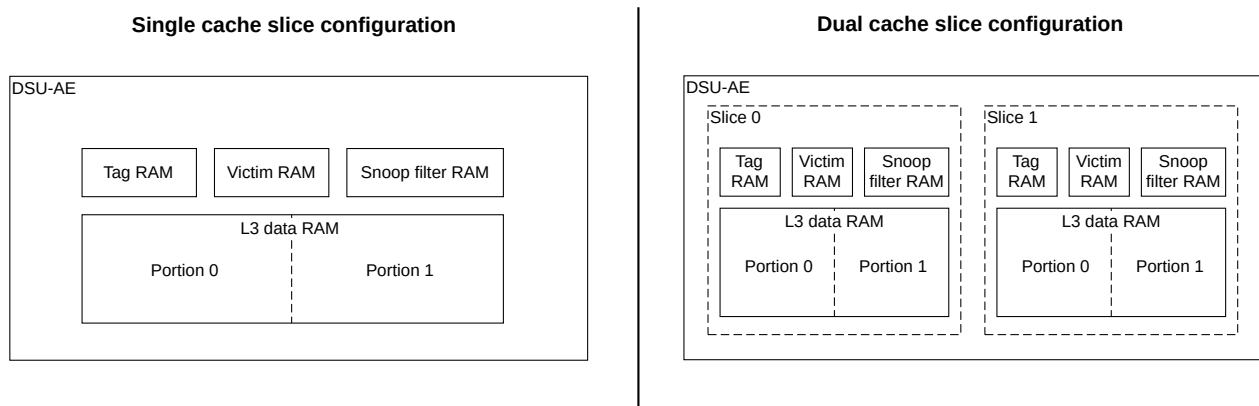 Single cache slice configuration
DSU-AE
Tag RAM
Victim RAM
Snoop filter RAM
L3 data RAM
Portion 0
Portion 1
Dual cache slice configuration
DSU-AE
Slice 0
Tag
RAM
Victim
RAM
Snoop
filter RAM
L3 data RAM
Portion 0
Portion 1
Slice 1
Tag
RAM
Victim
RAM
Snoop
filter RAM
L3 data RAM
Portion 0
Portion 1